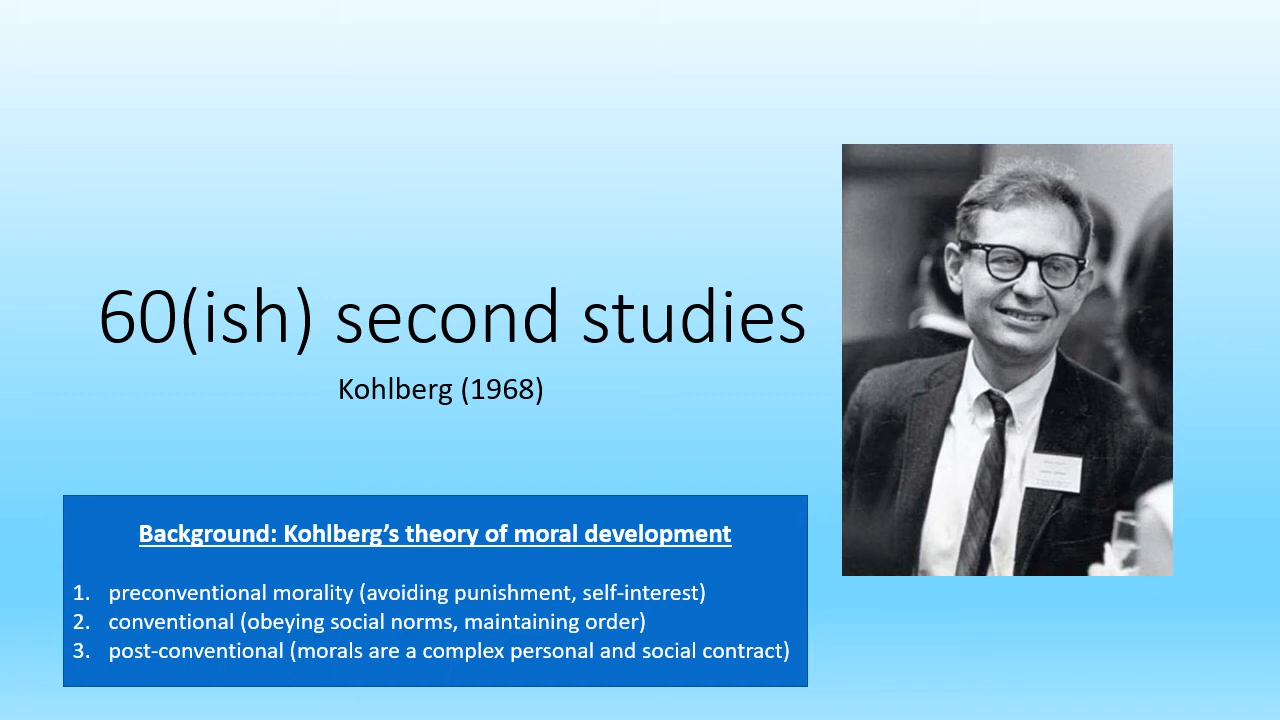 60(ish) second studies
Kohlberg (1968)
Background: Kohlberg's theory of moral development
1. preconventional morality (avoiding punishment, self-interest)
2. conventional (obeying social norms, maintaining order)
3. post-conventional (morals are a complex personal and social contract)